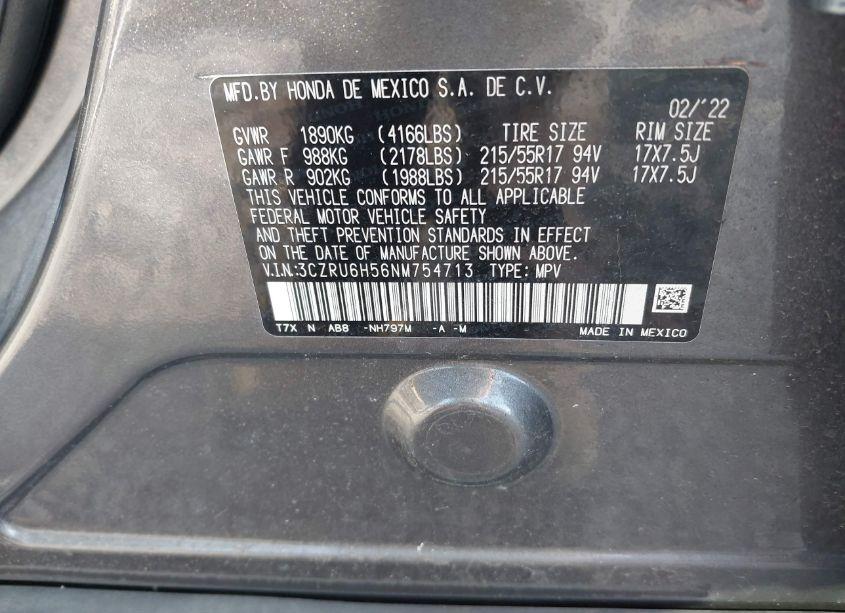 MFD.BY HONDA DE MEXICO S.A. DE C.V.
02/'22
GVWR 1890KG (4166LBS) TIRE SIZE RIM SIZE
GAWR F 988KG (2178LBS) 215/55R17 94V 17X7.5J
GAWR R 902KG (1988LBS) 215/55R17 94V 17X7.5J
THIS VEHICLE CONFORMS TO ALL APPLICABLE
FEDERAL MOTOR VEHICLE SAFETY
AND THEFT PREVENTION STANDARDS IN EFFECT
ON THE DATE OF MANUFACTURE SHOWN ABOVE.
V.I.N.:3CZRU6H56NM754713 TYPE: MPV
T7X N AB8 -NH797M -A -M MADE IN MEXICO